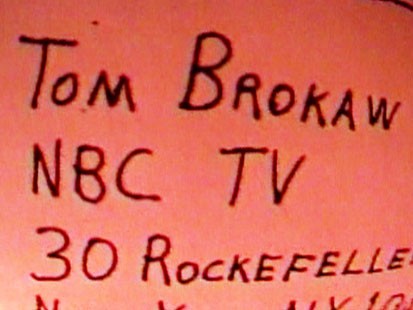 TOM BROKAW
NBC TV
30 ROCKEFELLE